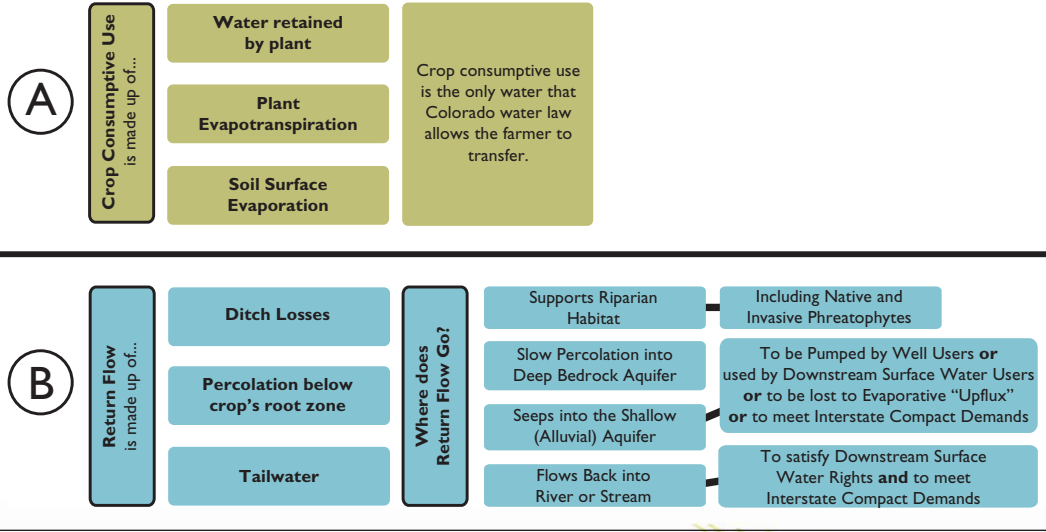 A
Crop Consumptive Use
is made up of...
Water retained
by plant
Plant
Evapotranspiration
Soil Surface
Evaporation
Crop consumptive use
is the only water that
Colorado water law
allows the farmer to
transfer.
B
Return Flow
is made up of...
Ditch Losses
Percolation below
crop's root zone
Tailwater
Where does
Return Flow Go?
Supports Riparian
Habitat
Including Native and
Invasive Phreatophytes
Slow Percolation into
Deep Bedrock Aquifer
Seeps into the Shallow
(Alluvial) Aquifer
To be Pumped by Well Users or
used by Downstream Surface Water Users
or to be lost to Evaporative “Upflux”
or to meet Interstate Compact Demands
Flows Back into
River or Stream
To satisfy Downstream Surface
Water Rights and to meet
Interstate Compact Demands